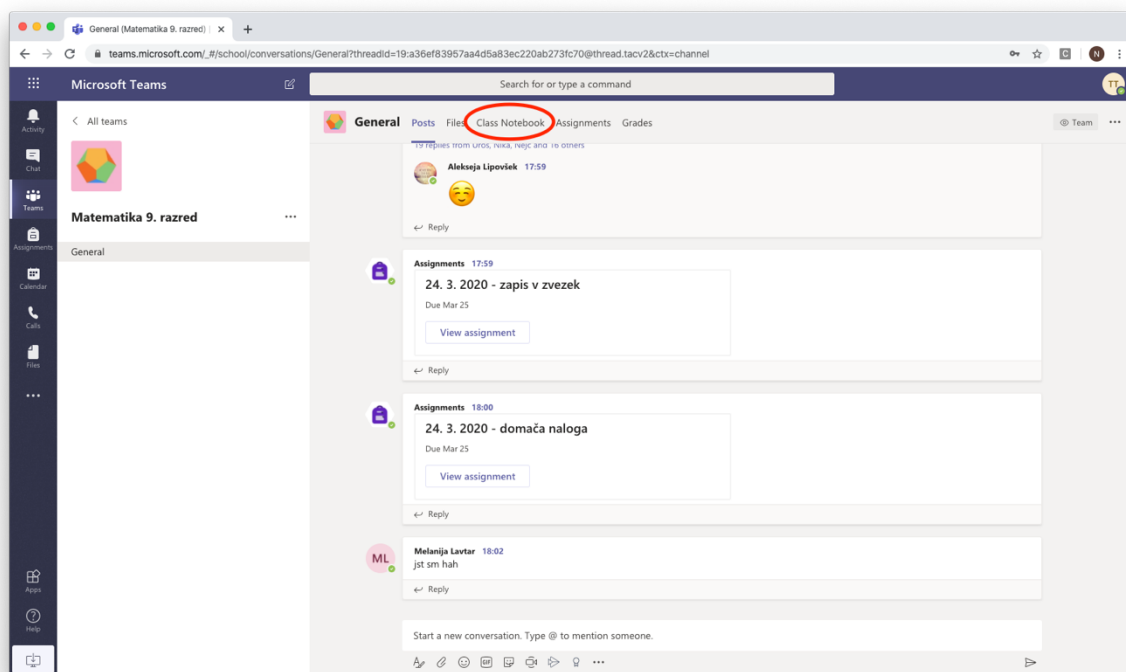 General (Matematika 9. razred)
teams.microsoft.com/_#/school/conversations/General?threadId=19:a36ef83957aa4d5a83ec220ab273fc70@thread.tacv2&ctx=channel
N
Microsoft Teams
Search for or type a command
TT
Activity
Chat
Teams
Assignments
Calendar
Calls
Files
Apps
Help
All teams
Matematika 9. razred
General
General Posts Files Class Notebook Assignments Grades
Team
19 replies from Uroš, Nika, Nejc and 16 others
Alekseja Lipovšek 17:59
Reply
Assignments 17:59
24. 3. 2020 - zapis v zvezek
Due Mar 25
View assignment
Reply
Assignments 18:00
24. 3. 2020 - domača naloga
Due Mar 25
View assignment
Reply
ML
Melanija Lavtar 18:02
jst sm hah
Reply
Start a new conversation. Type @ to mention someone.
GIF